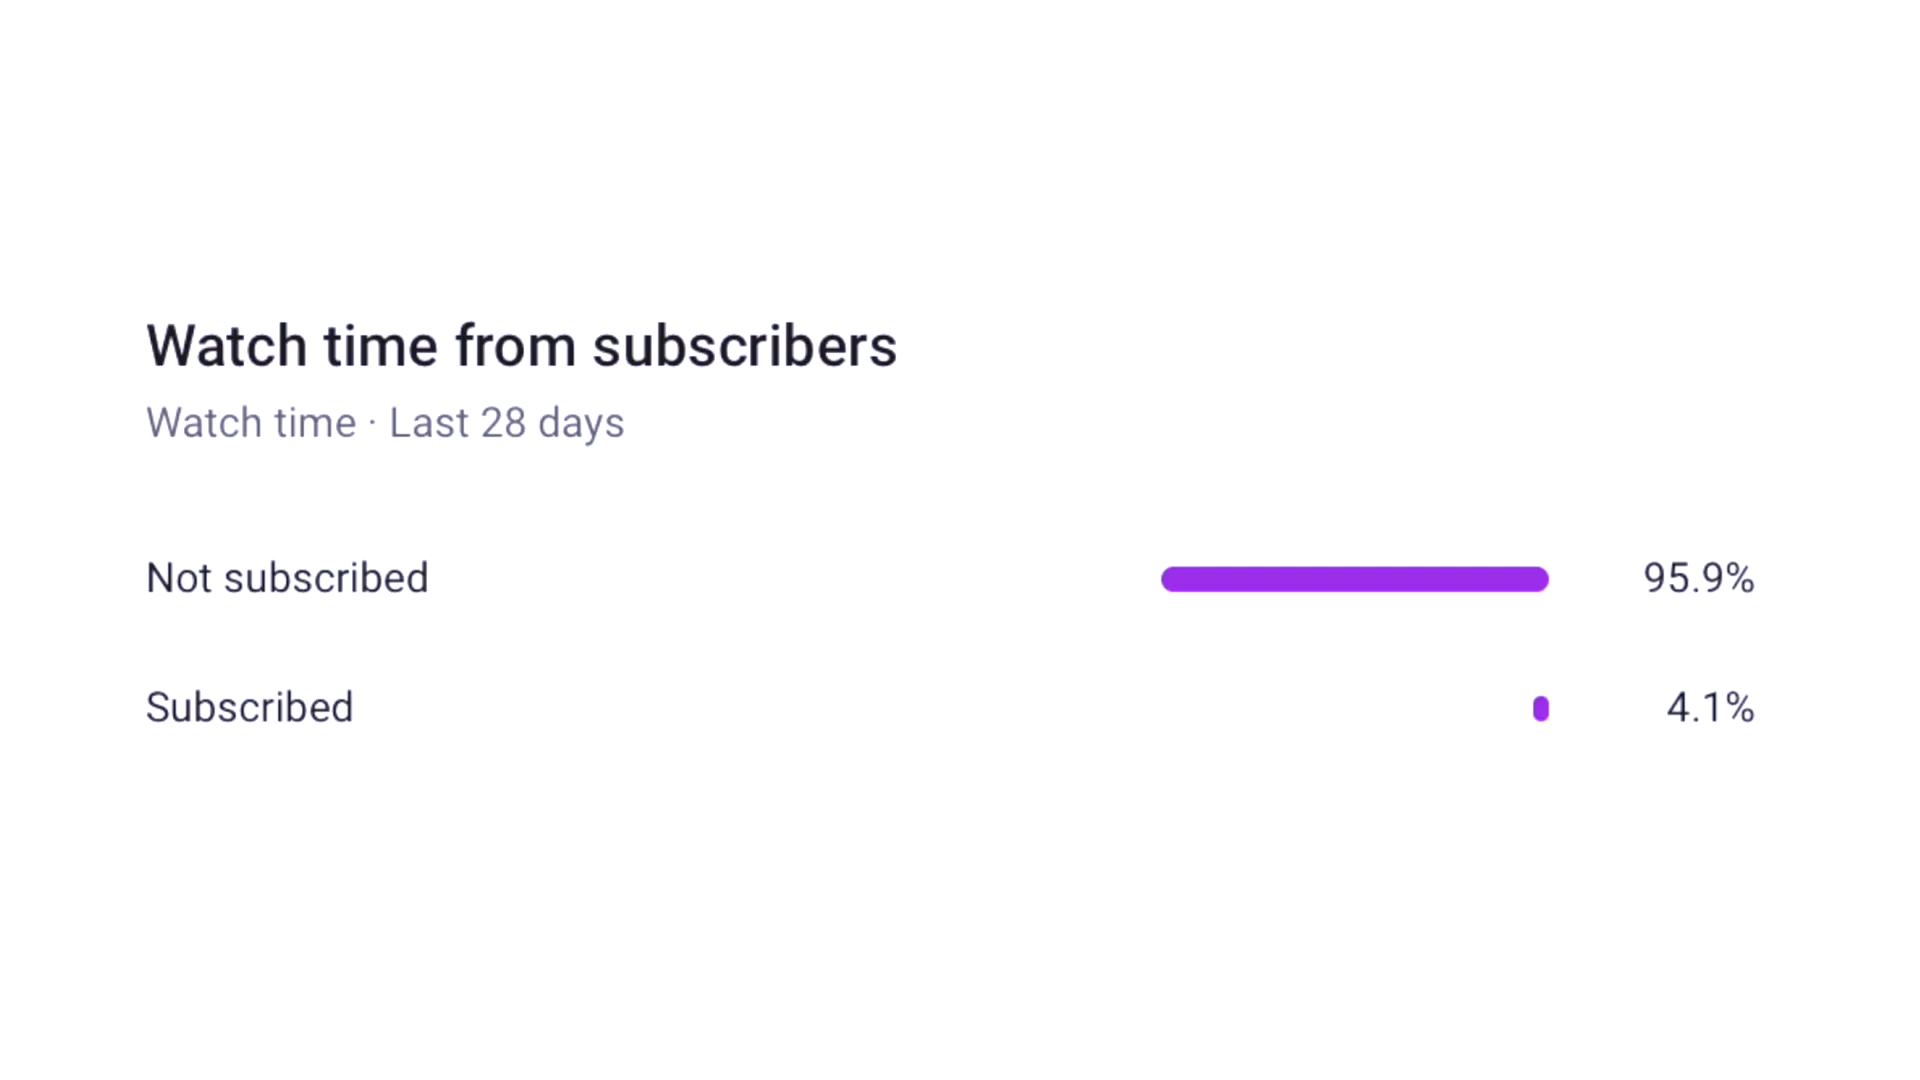 Watch time from subscribers
Watch time · Last 28 days
Not subscribed 95.9%
Subscribed 4.1%